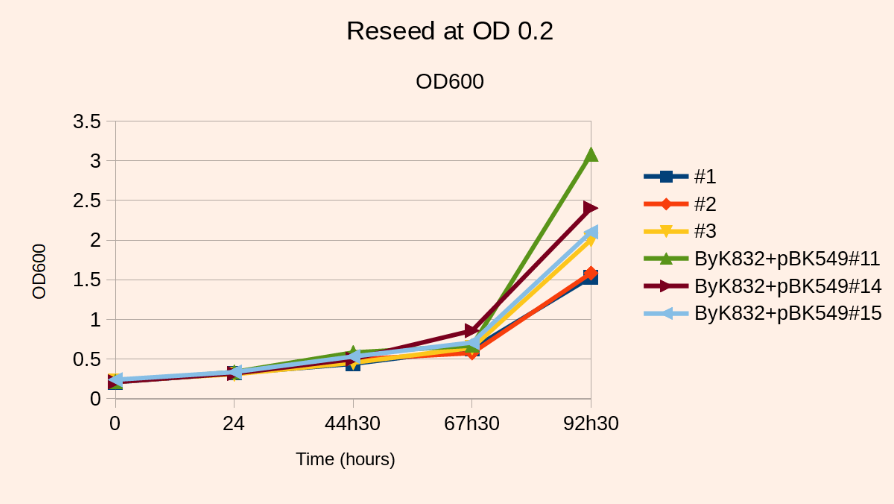 Reseed at OD 0.2
OD600
3.5
3
2.5
2
1.5
1
0.5
0
OD600
0 24 44h30 67h30 92h30
Time (hours)
#1
#2
#3
ByK832+pBK549#11
ByK832+pBK549#14
ByK832+pBK549#15